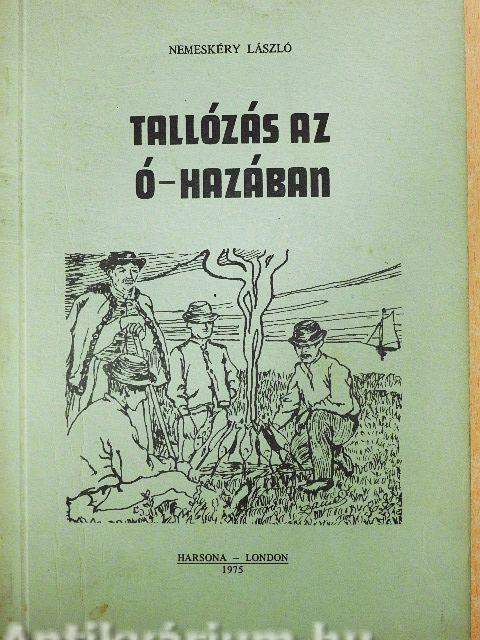 NEMESKÉRY LÁSZLÓ
TALLÓZÁS AZ
Ó-HAZÁBAN
HARSONA – LONDON
1975
Antikvárium.hu